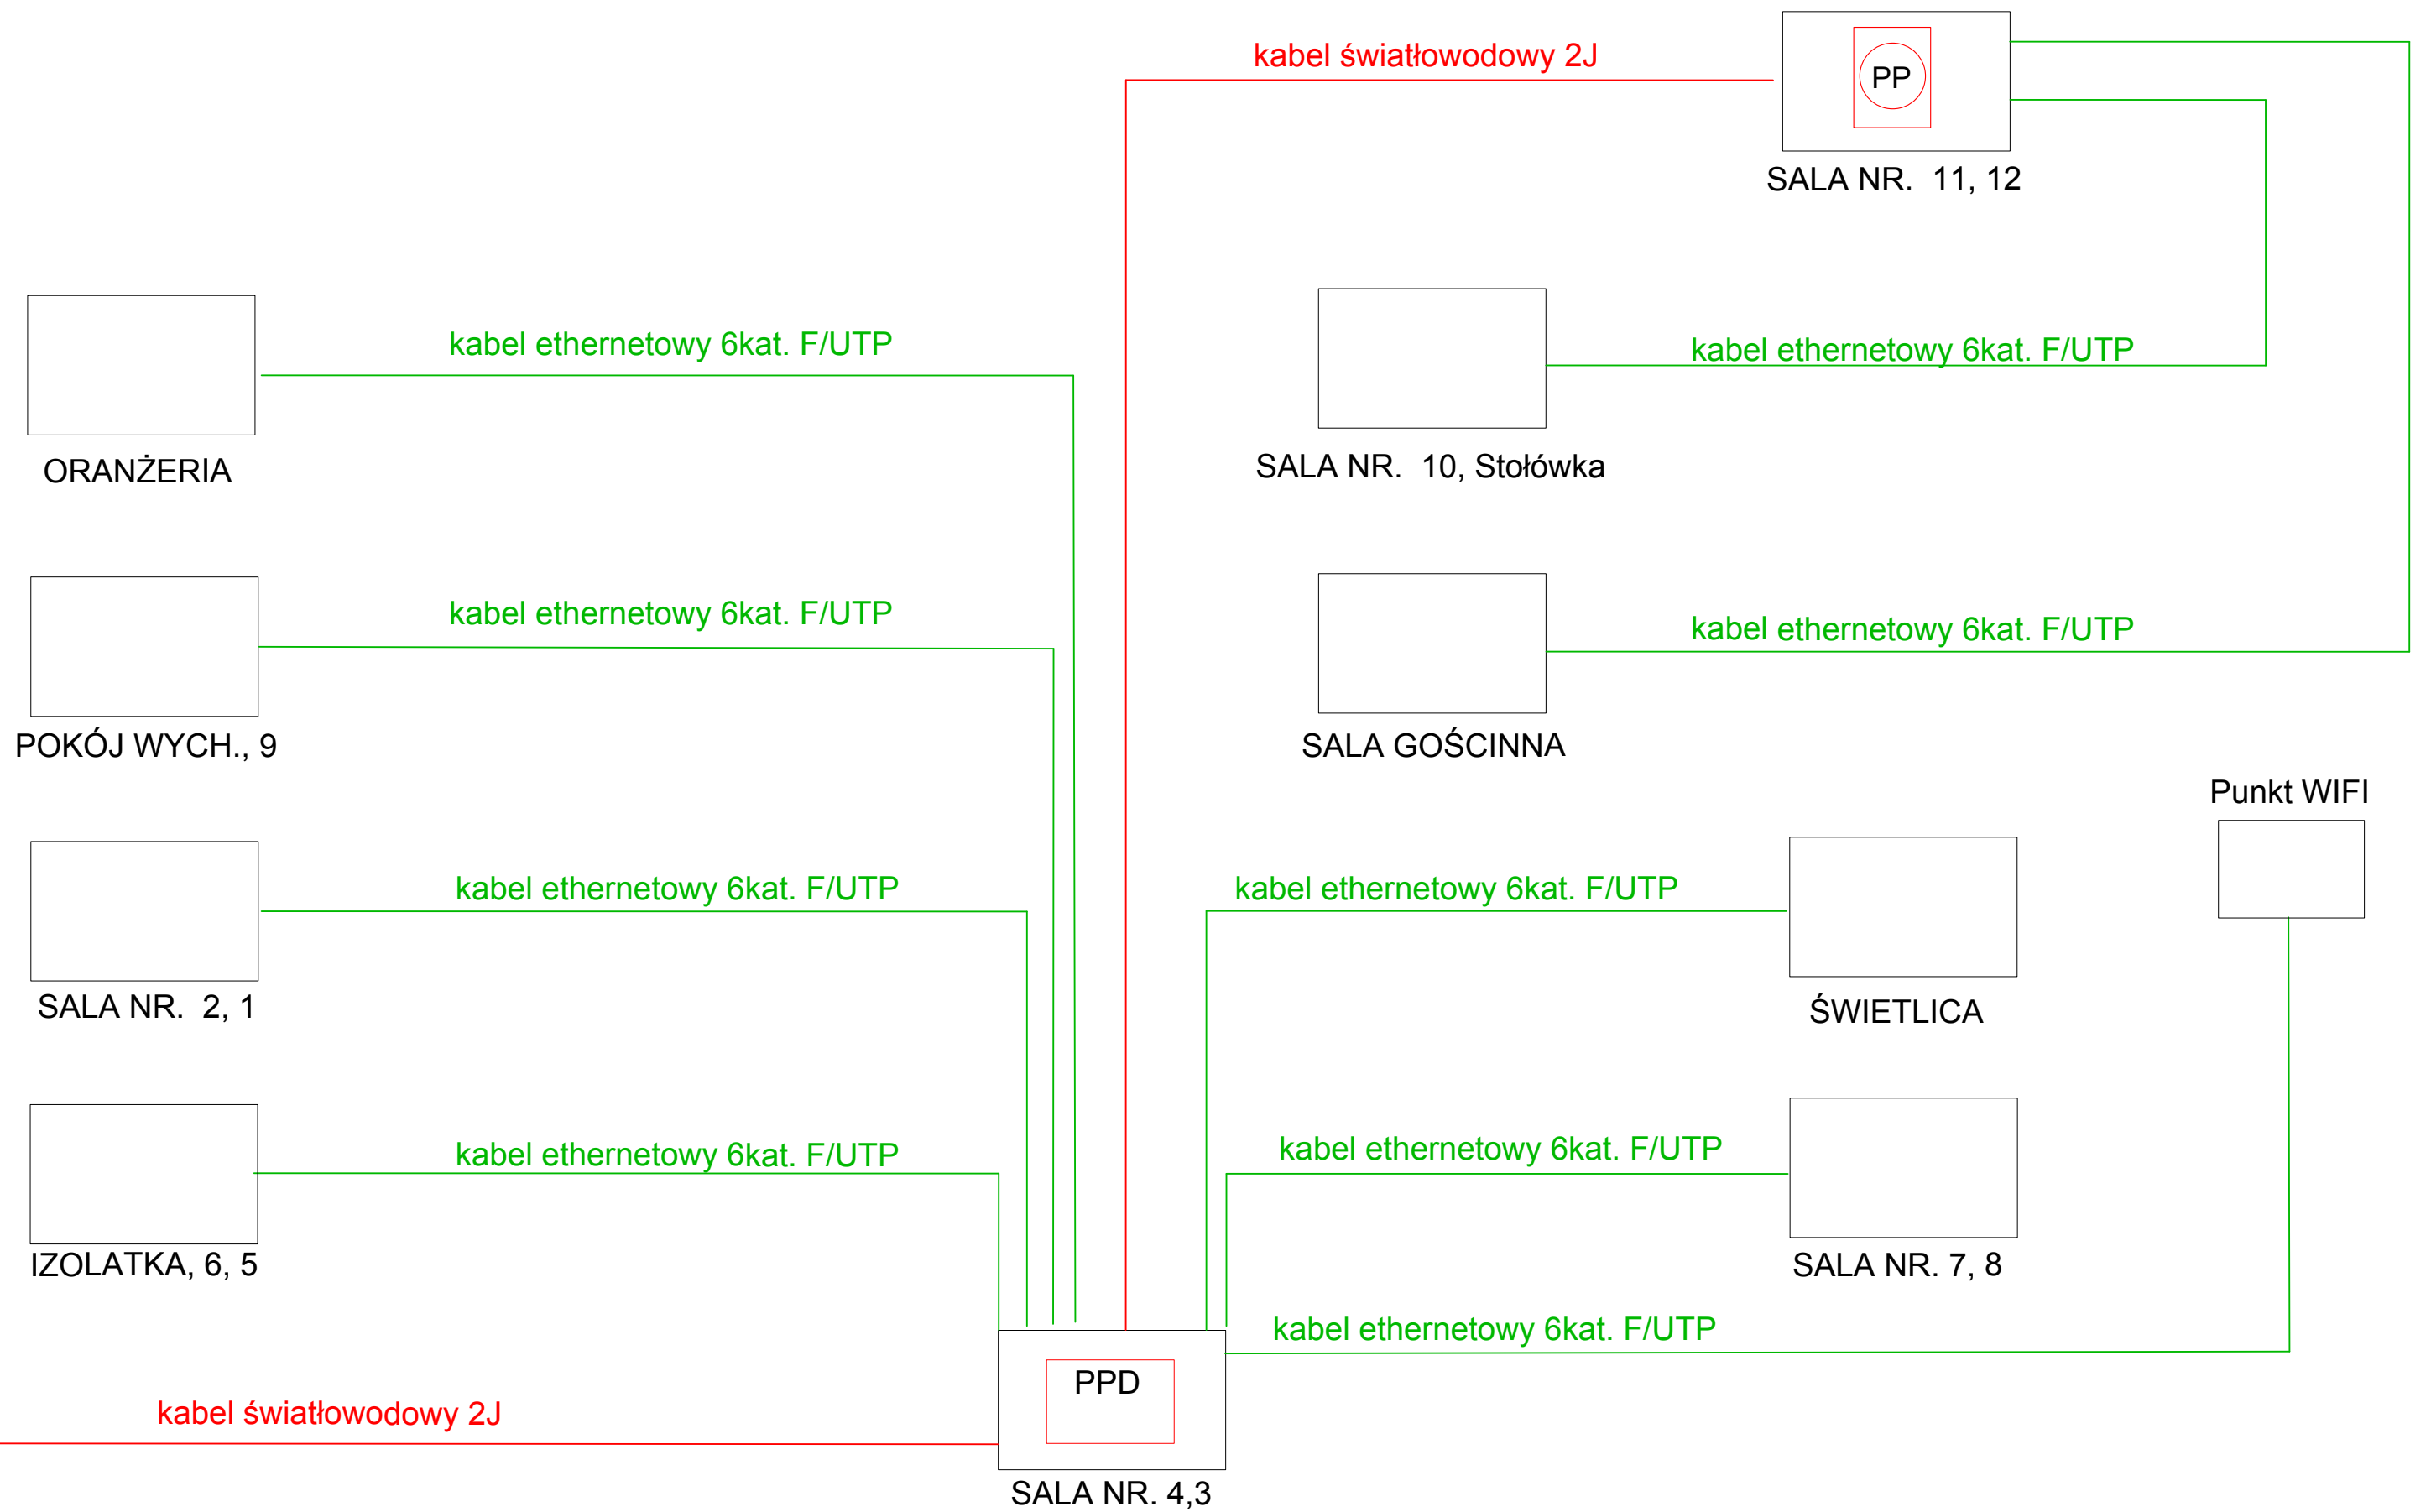 kabel światłowodowy 2J
PP
SALA NR.  11, 12
kabel ethernetowy 6kat. F/UTP
kabel ethernetowy 6kat. F/UTP
ORANŻERIA
SALA NR.  10, Stołówka
kabel ethernetowy 6kat. F/UTP
kabel ethernetowy 6kat. F/UTP
POKÓJ WYCH., 9
SALA GOŚCINNA
Punkt WIFI
kabel ethernetowy 6kat. F/UTP
kabel ethernetowy 6kat. F/UTP
SALA NR.  2, 1
ŚWIETLICA
kabel ethernetowy 6kat. F/UTP
kabel ethernetowy 6kat. F/UTP
IZOLATKA, 6, 5
SALA NR. 7, 8
kabel ethernetowy 6kat. F/UTP
PPD
kabel światłowodowy 2J
SALA NR. 4,3